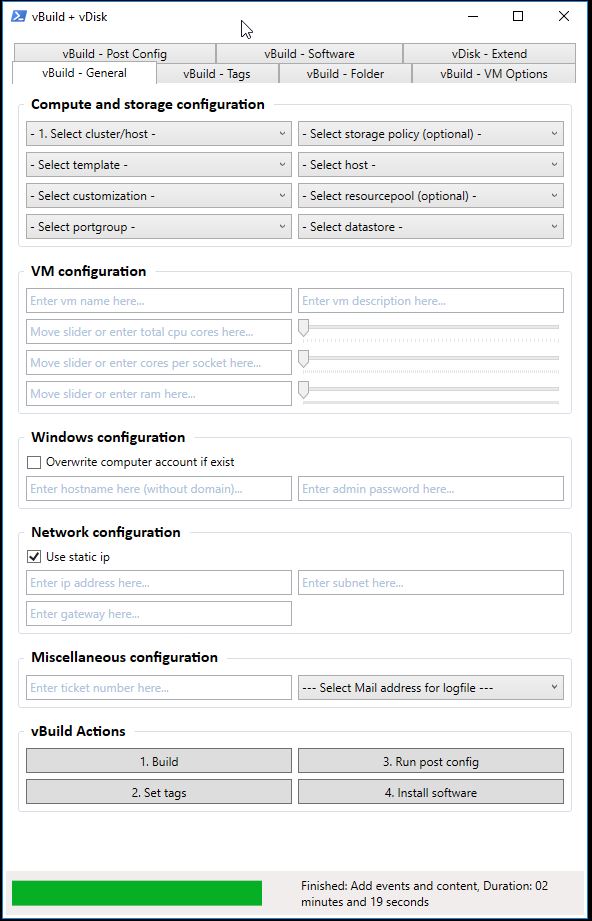 vBuild + vDisk
vBuild - Post Config
vBuild - Software
vDisk - Extend
vBuild - General
vBuild - Tags
vBuild - Folder
vBuild - VM Options
Compute and storage configuration
- 1. Select cluster/host -
- Select storage policy (optional) -
- Select template -
- Select host -
- Select customization -
- Select resourcepool (optional) -
- Select portgroup -
- Select datastore -
VM configuration
Enter vm name here...
Enter vm description here...
Move slider or enter total cpu cores here...
Move slider or enter cores per socket here...
Move slider or enter ram here...
Windows configuration
Overwrite computer account if exist
Enter hostname here (without domain)...
Enter admin password here...
Network configuration
Use static ip
Enter ip address here...
Enter subnet here...
Enter gateway here...
Miscellaneous configuration
Enter ticket number here...
--- Select Mail address for logfile ---
vBuild Actions
1. Build
3. Run post config
2. Set tags
4. Install software
Finished: Add events and content, Duration: 02
minutes and 19 seconds